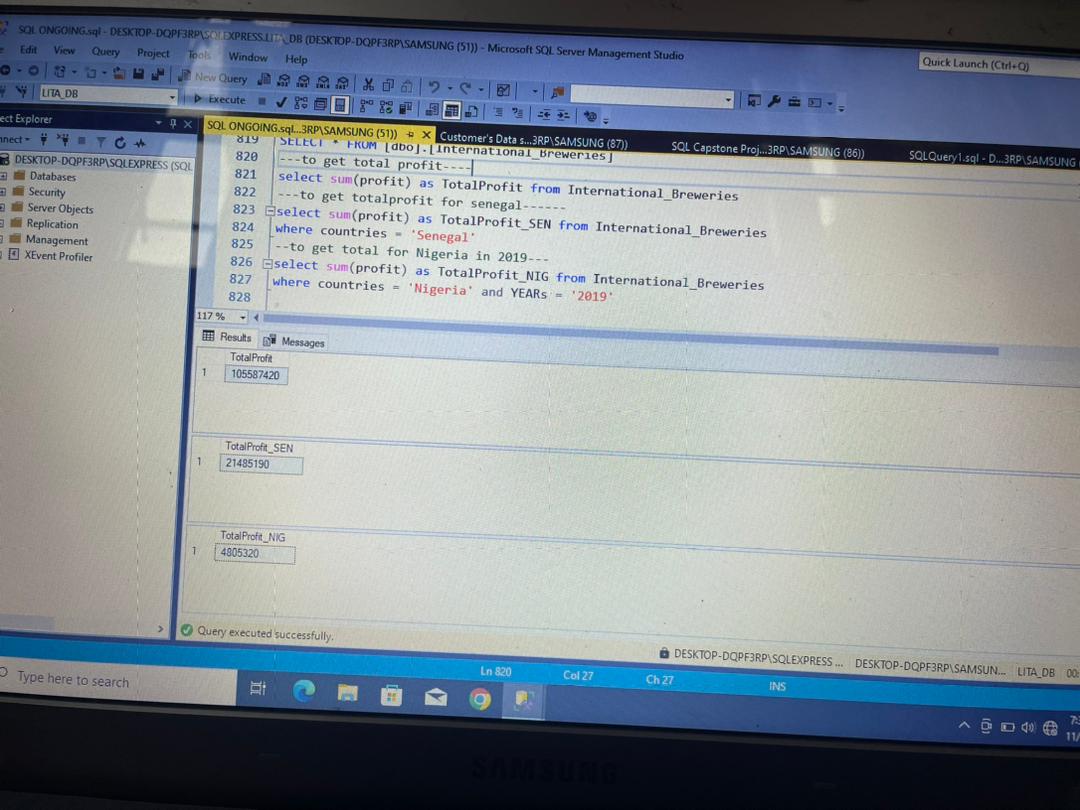 SQL ONGOING.sql - DESKTOP-DQPF3RP\SQLEXPRESS.LITA_DB (DESKTOP-DQPF3RP\SAMSUNG (51)) - Microsoft SQL Server Management Studio
Quick Launch (Ctrl+Q)
Edit View Query Project Tools Window Help
New Query
LITA_DB
Execute
ect Explorer
SQL ONGOING.sql...3RP\SAMSUNG (51))
Customer's Data s...3RP\SAMSUNG (87))
SQL Capstone Proj...3RP\SAMSUNG (86))
SQLQuery1.sql - D...3RP\SAMSUNG
nnect
DESKTOP-DQPF3RP\SQLEXPRESS (SQL
Databases
Security
Server Objects
Replication
Management
XEvent Profiler
819 SELECT * FROM [dbo].[International_Breweries]
820 ---to get total profit----
821 select sum(profit) as TotalProfit from International_Breweries
822 ---to get totalprofit for senegal------
823 select sum(profit) as TotalProfit_SEN from International_Breweries
824 where countries = 'Senegal'
825 --to get total for Nigeria in 2019---
826 select sum(profit) as TotalProfit_NIG from International_Breweries
827 where countries = 'Nigeria' and YEARs = '2019'
828
117 %
Results Messages
TotalProfit
1 105587420
TotalProfit_SEN
1 21485190
TotalProfit_NIG
1 4805320
Query executed successfully.
DESKTOP-DQPF3RP\SQLEXPRESS ... DESKTOP-DQPF3RP\SAMSUN... LITA_DB 00:
Ln 820 Col 27 Ch 27 INS
Type here to search
7:
11/
SAMSUNG